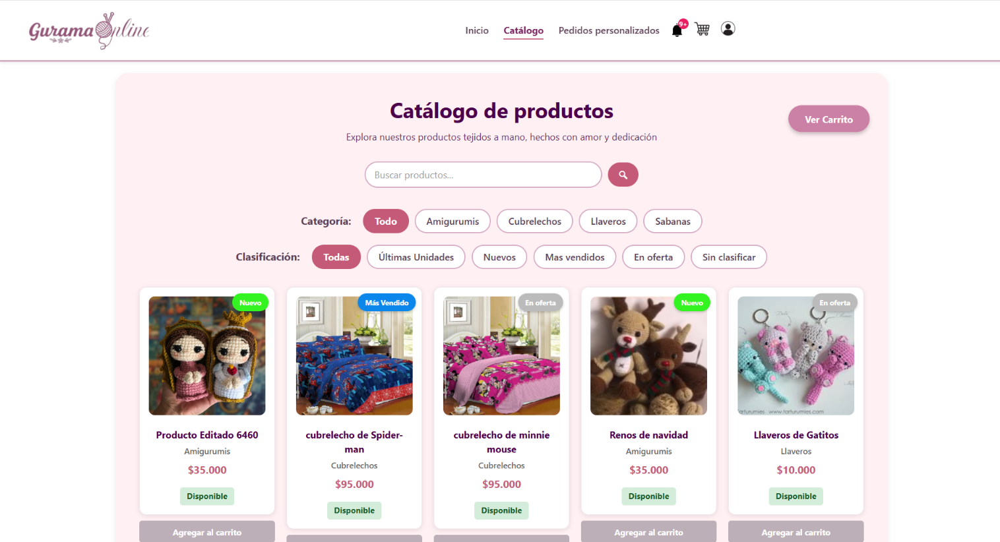 Gurama Online
Inicio
Catálogo
Pedidos personalizados
9+
Catálogo de productos
Ver Carrito
Explora nuestros productos tejidos a mano, hechos con amor y dedicación
Buscar productos...
Categoría:
Todo
Amigurumis
Cubrelechos
Llaveros
Sabanas
Clasificación:
Todas
Últimas Unidades
Nuevos
Mas vendidos
En oferta
Sin clasificar
Nuevo
Producto Editado 6460
Amigurumis
$35.000
Disponible
Agregar al carrito
Más Vendido
cubrelecho de Spider-
man
Cubrelechos
$95.000
Disponible
En oferta
cubrelecho de minnie
mouse
Cubrelechos
$95.000
Disponible
Nuevo
Renos de navidad
Amigurumis
$35.000
Disponible
Agregar al carrito
En oferta
tarturumies www.tarturumies.com
Llaveros de Gatitos
Llaveros
$10.000
Disponible
Agregar al carrito